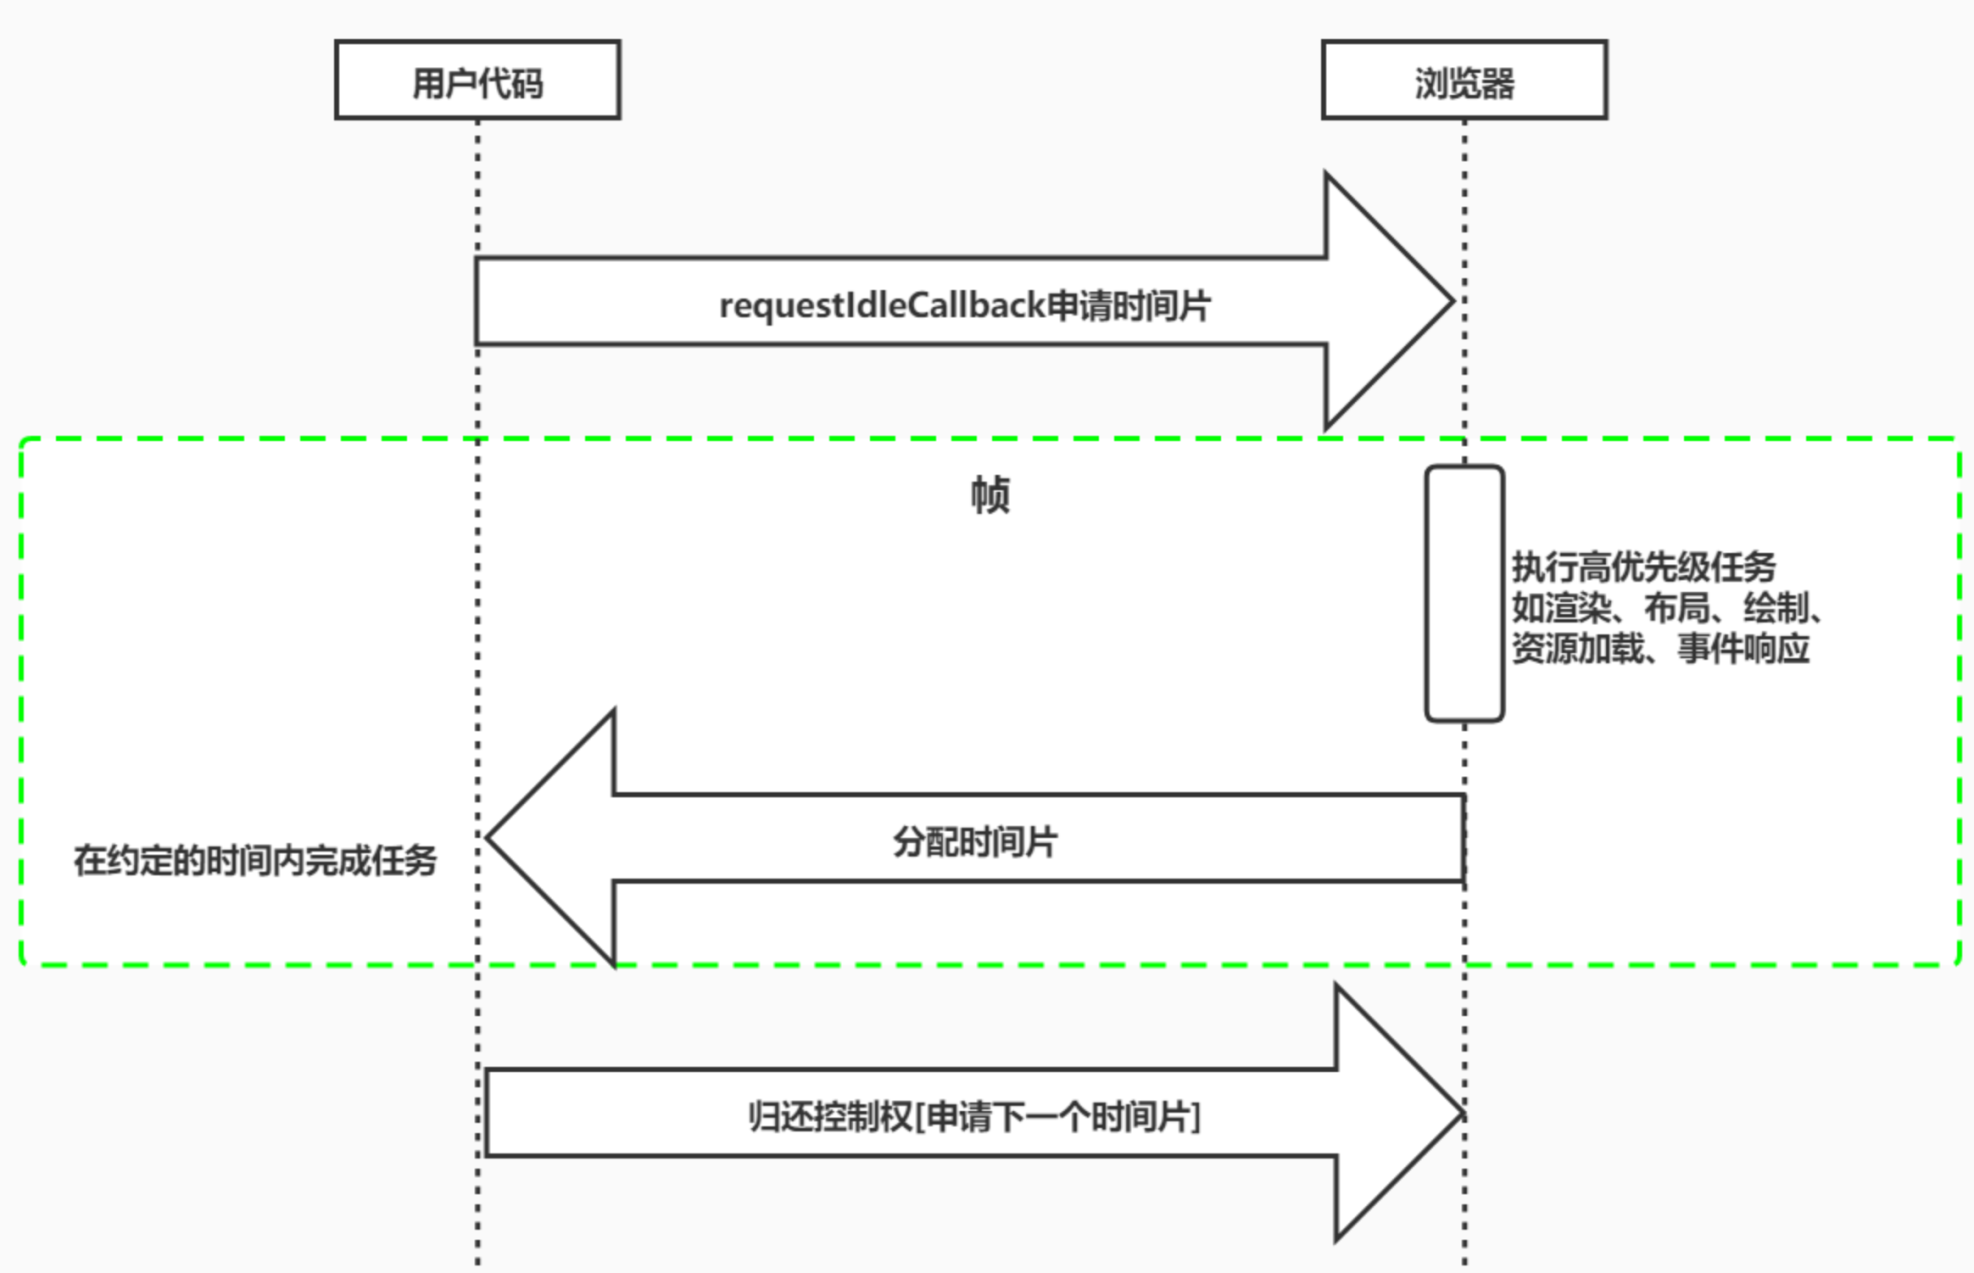 用户代码
浏览器
requestIdleCallback申请时间片
帧
执行高优先级任务
如渲染、布局、绘制、
资源加载、事件响应
分配时间片
在约定的时间内完成任务
归还控制权[申请下一个时间片]